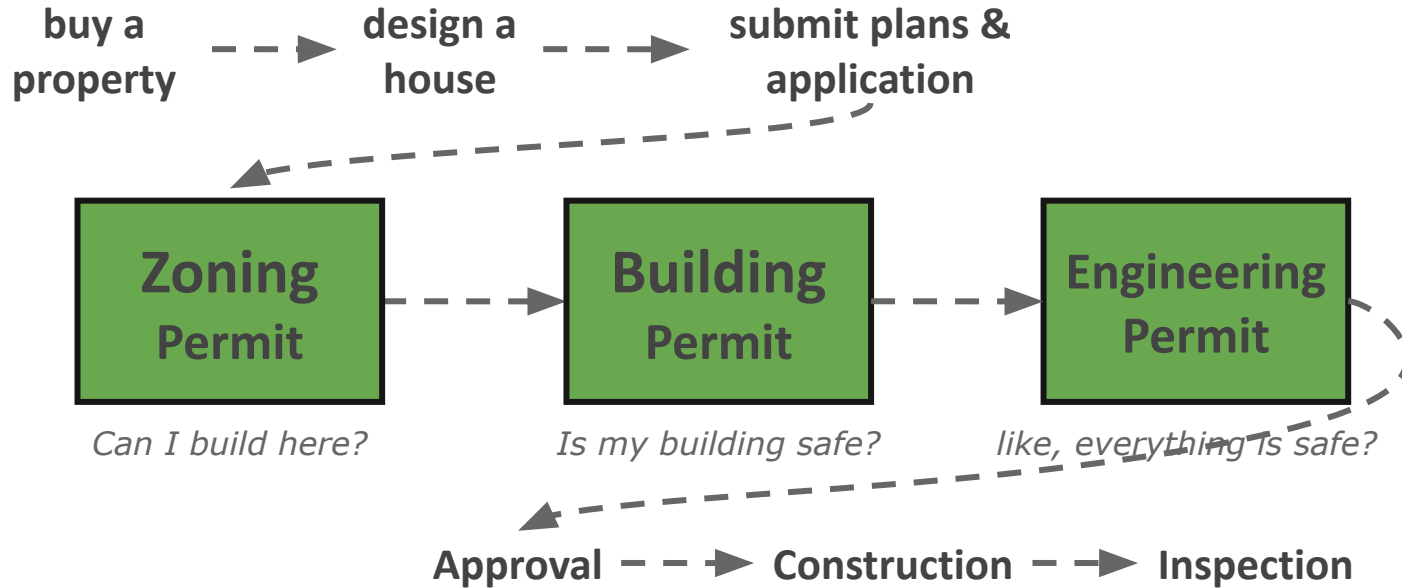 buy a
property
design a
house
submit plans &
application
Zoning
Permit
Building
Permit
Engineering
Permit
Can I build here?
Is my building safe?
like, everything is safe?
Approval
Construction
Inspection